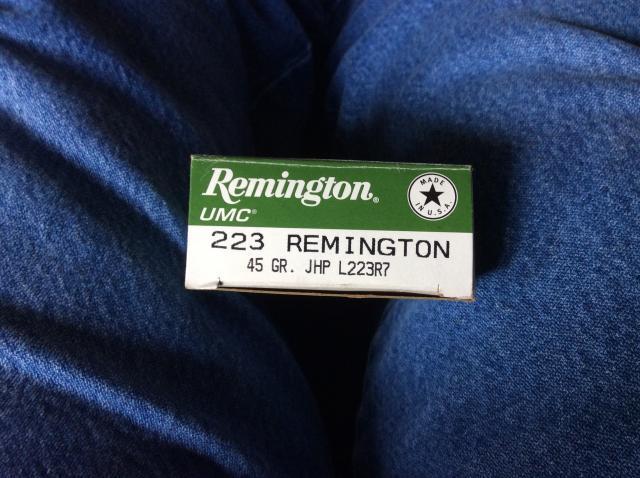 Remington®
UMC®
MADE
IN U.S.A.
223 REMINGTON
45 GR. JHP L223R7